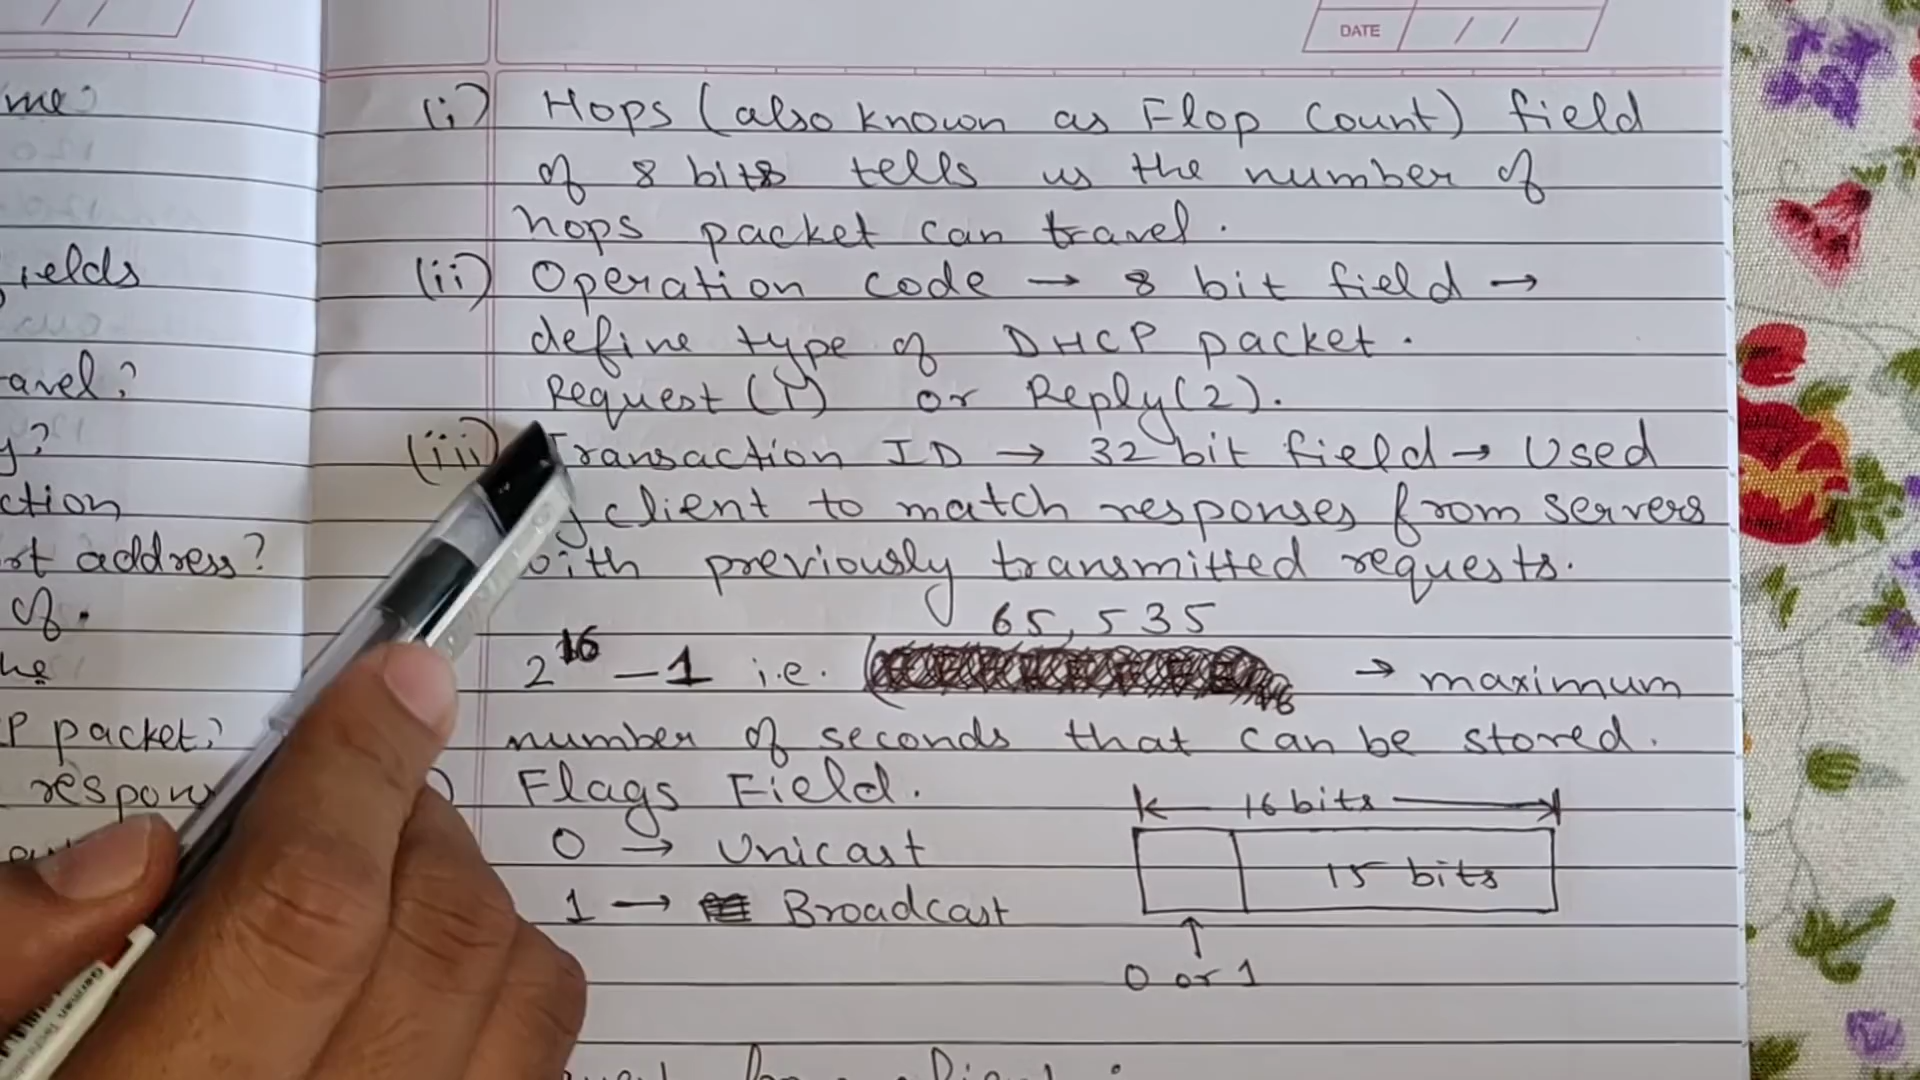 DATE / /
me?
(i) Hops (also known as Flop Count) field
of 8 bits tells us the number of
hops packet can travel.
(ii) Operation code → 8 bit field →
ields
define type of DHCP packet.
avel?
Request (1) or Reply (2).
y?
(iii) Transaction ID → 32 bit field → Used
ction
client to match responses from servers
rt address?
with previously transmitted requests.
of.
65,535
he
2^16 – 1 i.e. → maximum
P packet?
number of seconds that can be stored.
respon
Flags Field.
← 16 bits →
0 → Unicast
15 bits
1 → Broadcast
0 or 1